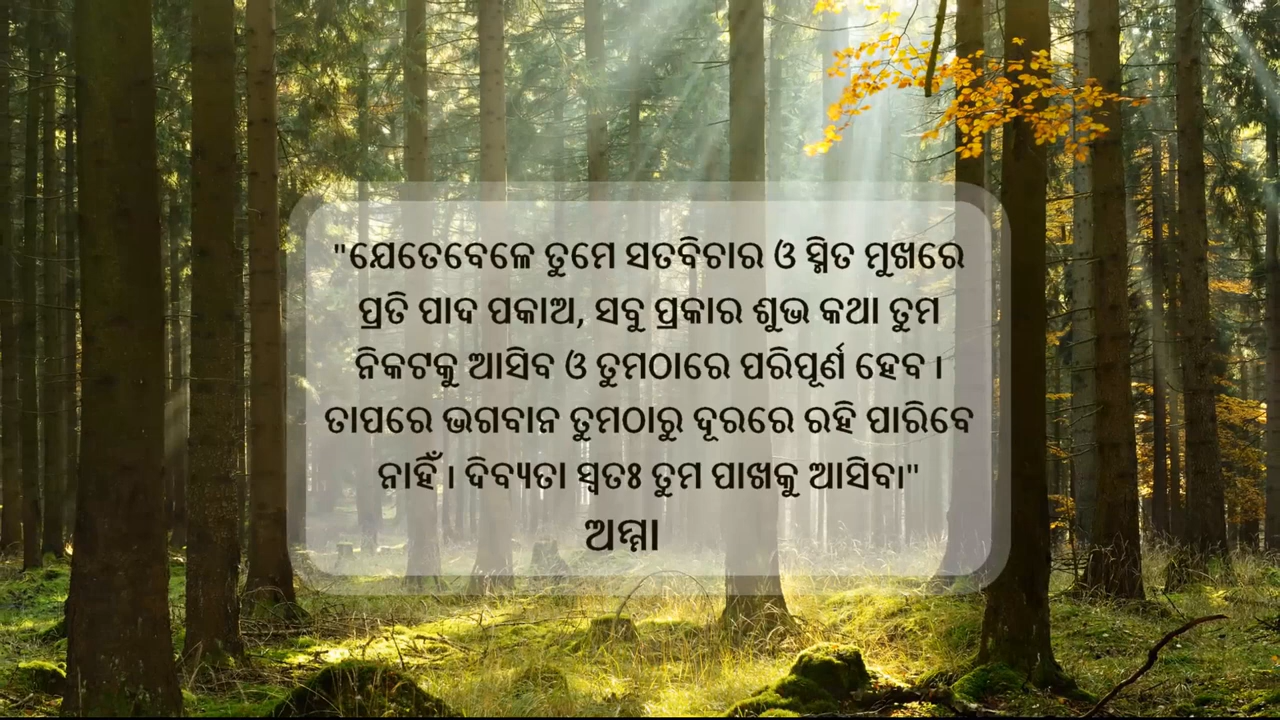 "ଯେତେବେଳେ ତୁମେ ସତବିଚାର ଓ ସ୍ମିତ ମୁଖରେ
ପ୍ରତି ପାଦ ପକାଅ, ସବୁ ପ୍ରକାର ଶୁଭ କଥା ତୁମ
ନିକଟକୁ ଆସିବ ଓ ତୁମଠାରେ ପରିପୂର୍ଣ ହେବ ।
ତାପରେ ଭଗବାନ ତୁମଠାରୁ ଦୂରରେ ରହି ପାରିବେ
ନାହିଁ । ଦିବ୍ୟତା ସ୍ୱତଃ ତୁମ ପାଖକୁ ଆସିବ।"
ଅମ୍ମା